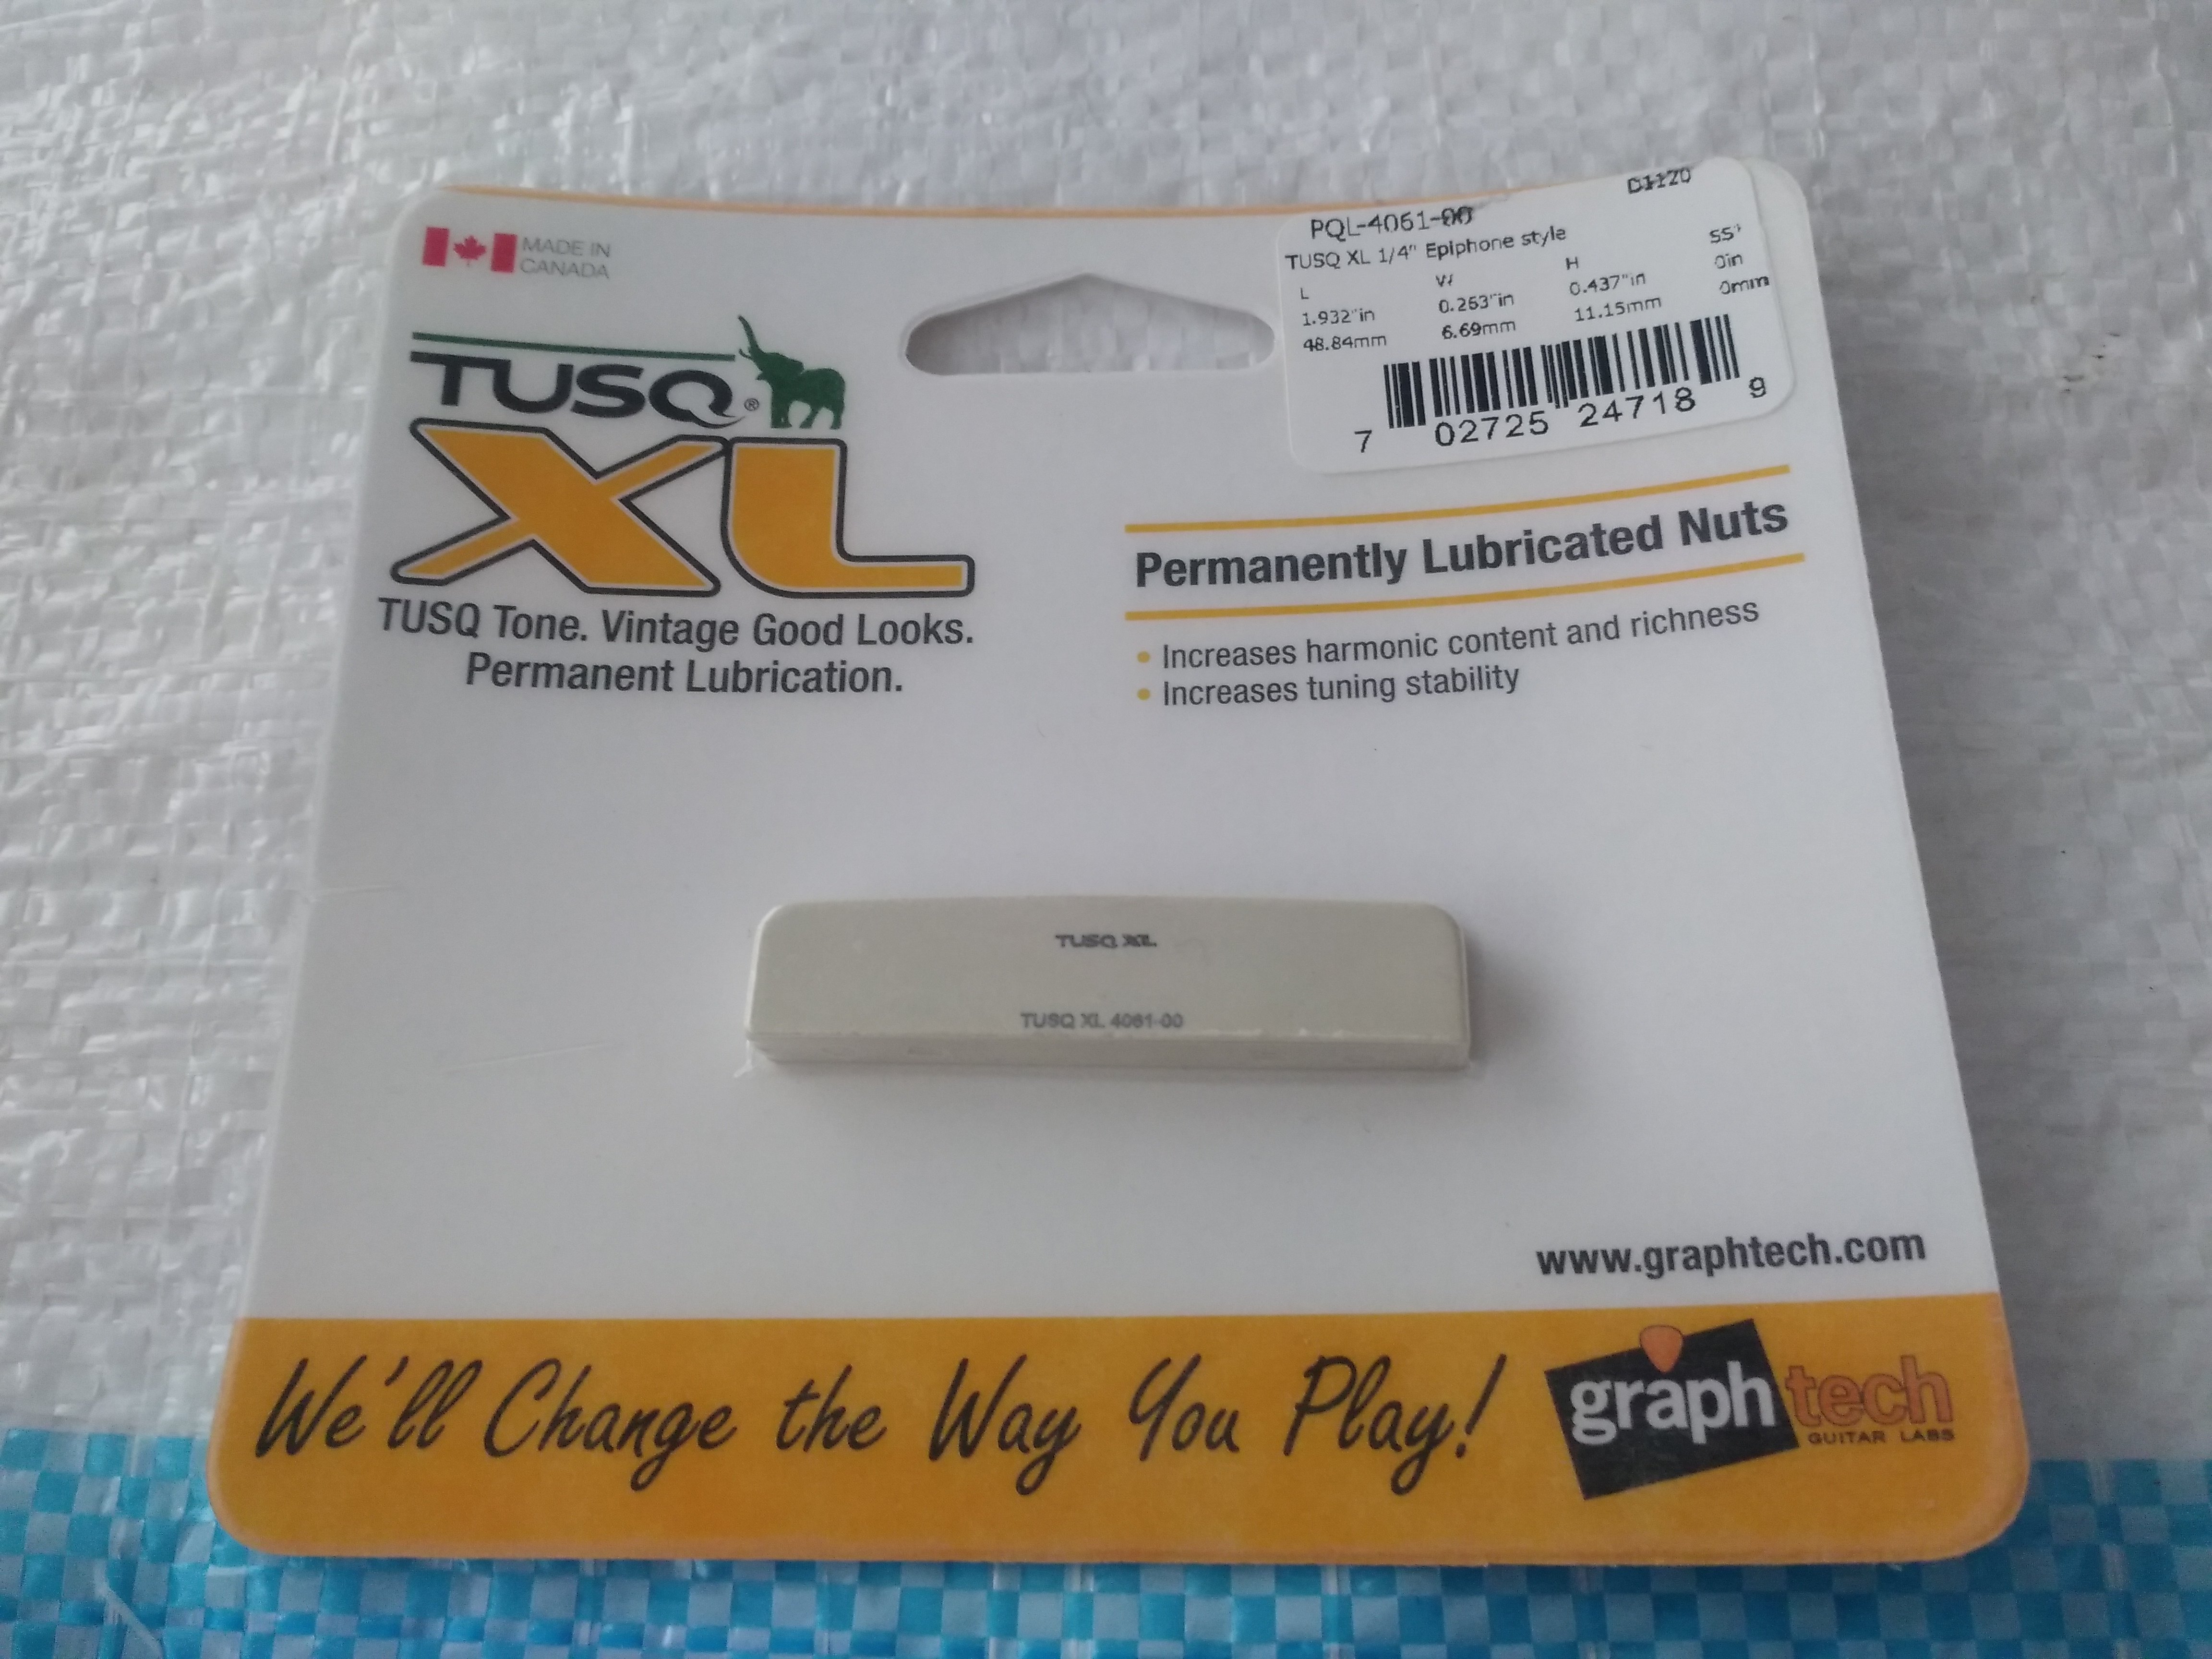 MADE IN
CANADA
TUSQ®
XL
TUSQ Tone. Vintage Good Looks.
Permanent Lubrication.
D1120
PQL-4061-00
TUSQ XL 1/4" Epiphone style
L W H SS'
1.932"in 0.263"in 0.437"in 0in
48.84mm 6.69mm 11.15mm 0mm
7 02725 24718 9
Permanently Lubricated Nuts
• Increases harmonic content and richness
• Increases tuning stability
TUSQ XL
TUSQ XL 4061-00
www.graphtech.com
We'll Change the Way You Play!
graphtech
GUITAR LABS